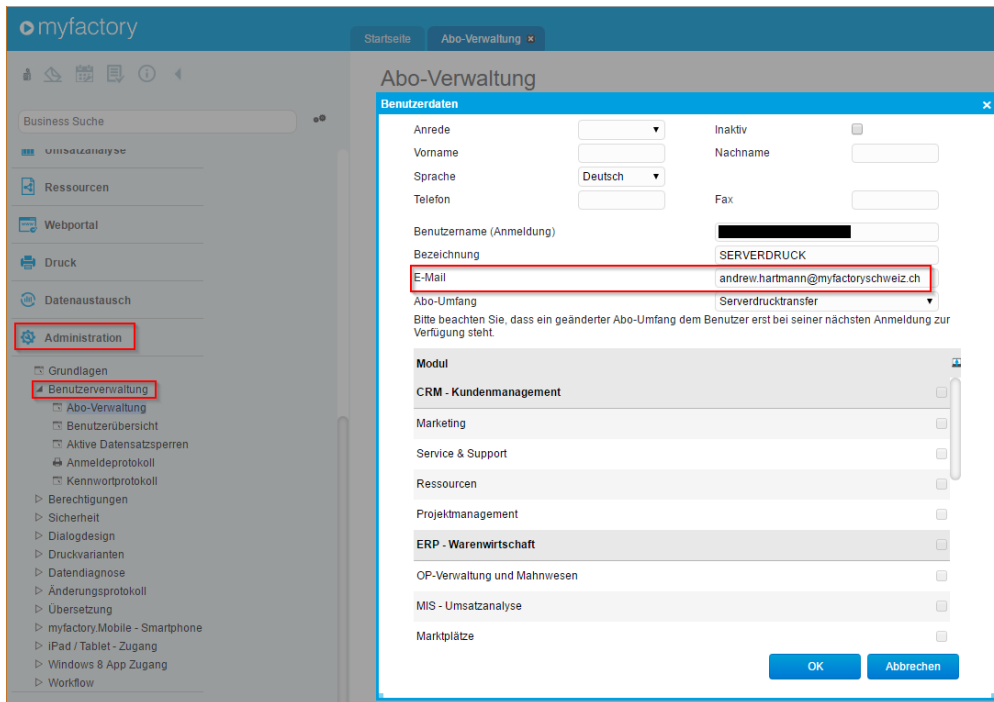 myfactory
Startseite
Abo-Verwaltung
Business Suche
Umsatzanalyse
Ressourcen
Webportal
Druck
Datenaustausch
Administration
Grundlagen
Benutzerverwaltung
Abo-Verwaltung
Benutzerübersicht
Aktive Datensatzsperren
Anmeldeprotokoll
Kennwortprotokoll
Berechtigungen
Sicherheit
Dialogdesign
Druckvarianten
Datendiagnose
Änderungsprotokoll
Übersetzung
myfactory.Mobile - Smartphone
iPad / Tablet - Zugang
Windows 8 App Zugang
Workflow
Abo-Verwaltung
Benutzerdaten
Anrede Inaktiv
Vorname Nachname
Sprache Deutsch
Telefon Fax
Benutzername (Anmeldung)
Bezeichnung SERVERDRUCK
E-Mail andrew.hartmann@myfactoryschweiz.ch
Abo-Umfang Serverdrucktransfer
Bitte beachten Sie, dass ein geänderter Abo-Umfang dem Benutzer erst bei seiner nächsten Anmeldung zur
Verfügung steht.
Modul
CRM - Kundenmanagement
Marketing
Service & Support
Ressourcen
Projektmanagement
ERP - Warenwirtschaft
OP-Verwaltung und Mahnwesen
MIS - Umsatzanalyse
Marktplätze
OK Abbrechen